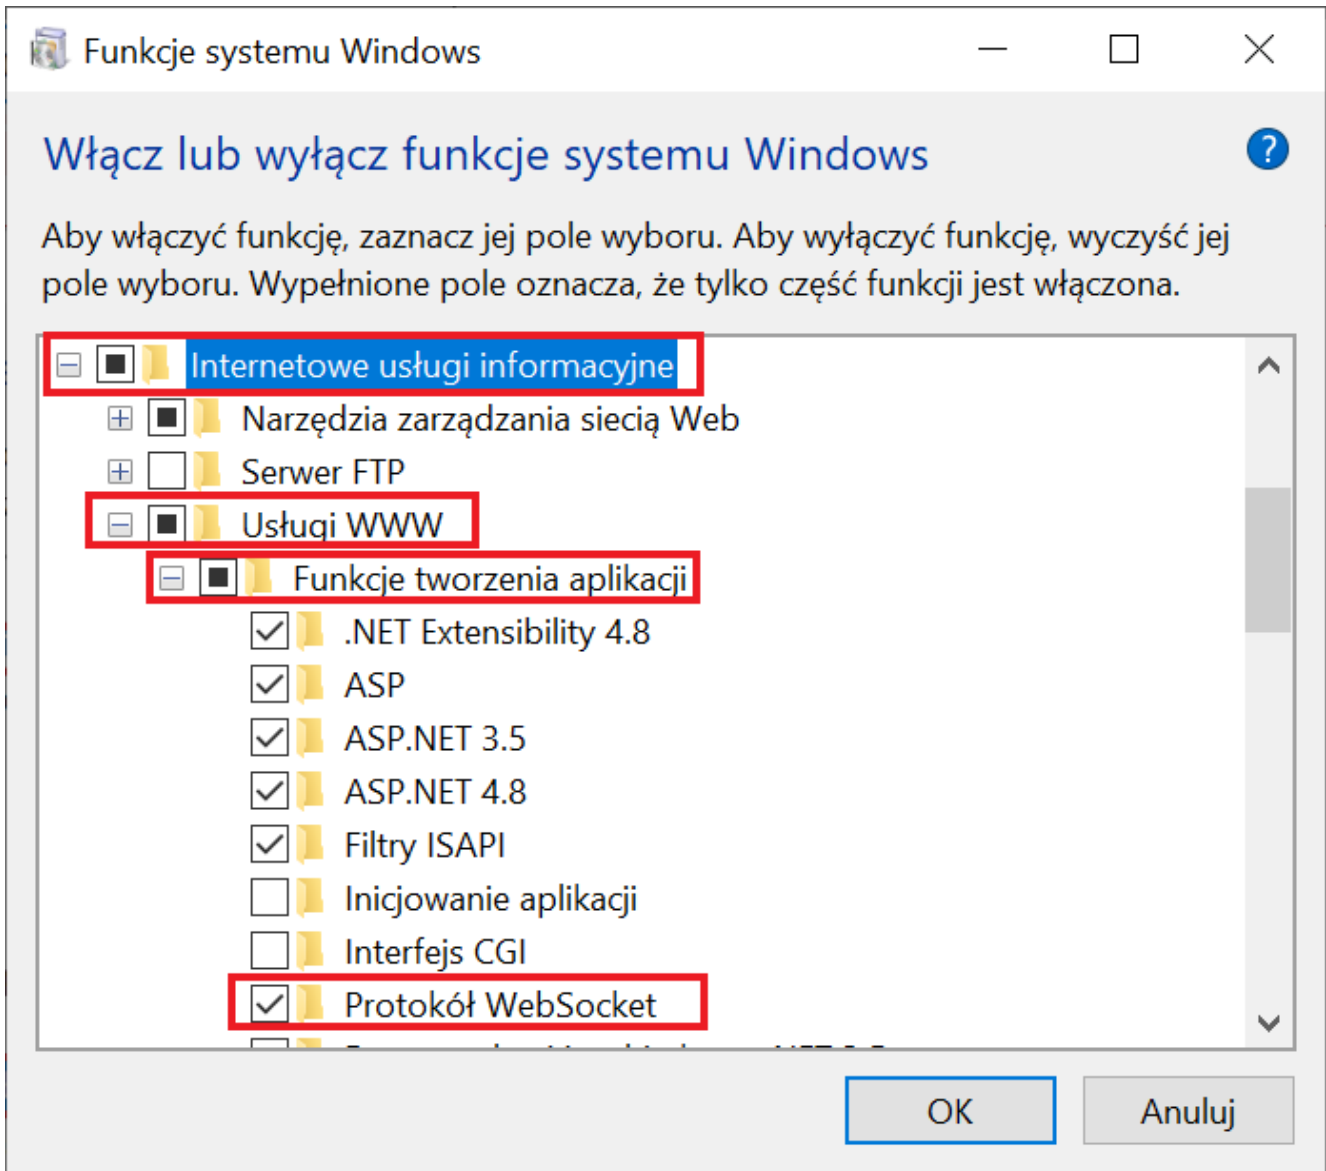 Funkcje systemu Windows
Włącz lub wyłącz funkcje systemu Windows
?
Aby włączyć funkcję, zaznacz jej pole wyboru. Aby wyłączyć funkcję, wyczyść jej
pole wyboru. Wypełnione pole oznacza, że tylko część funkcji jest włączona.
Internetowe usługi informacyjne
Narzędzia zarządzania siecią Web
Serwer FTP
Usługi WWW
Funkcje tworzenia aplikacji
.NET Extensibility 4.8
ASP
ASP.NET 3.5
ASP.NET 4.8
Filtry ISAPI
Inicjowanie aplikacji
Interfejs CGI
Protokół WebSocket
OK
Anuluj